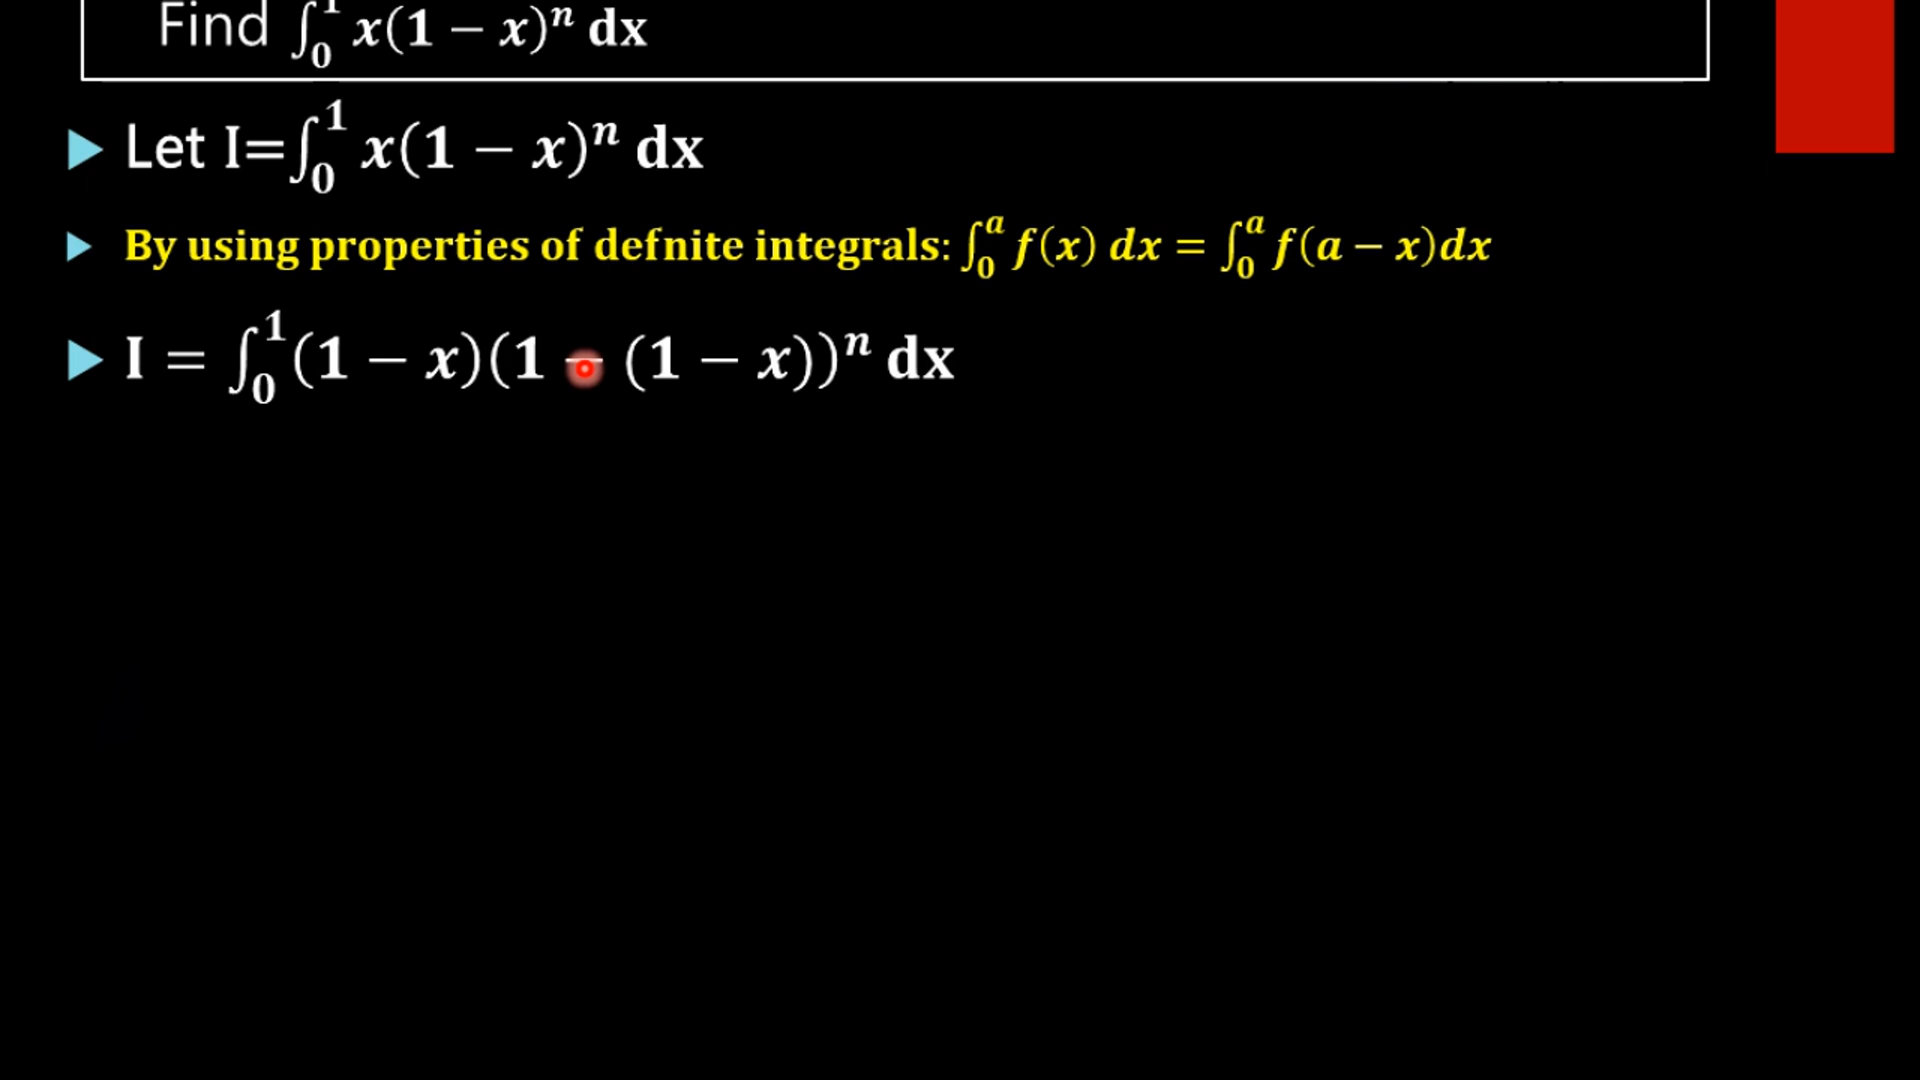 Find ∫₀¹ x(1 − x)ⁿ dx
Let I=∫₀¹ x(1 − x)ⁿ dx
By using properties of defnite integrals: ∫₀ᵃ f(x) dx = ∫₀ᵃ f(a − x)dx
I = ∫₀¹(1 − x)(1 − (1 − x))ⁿ dx